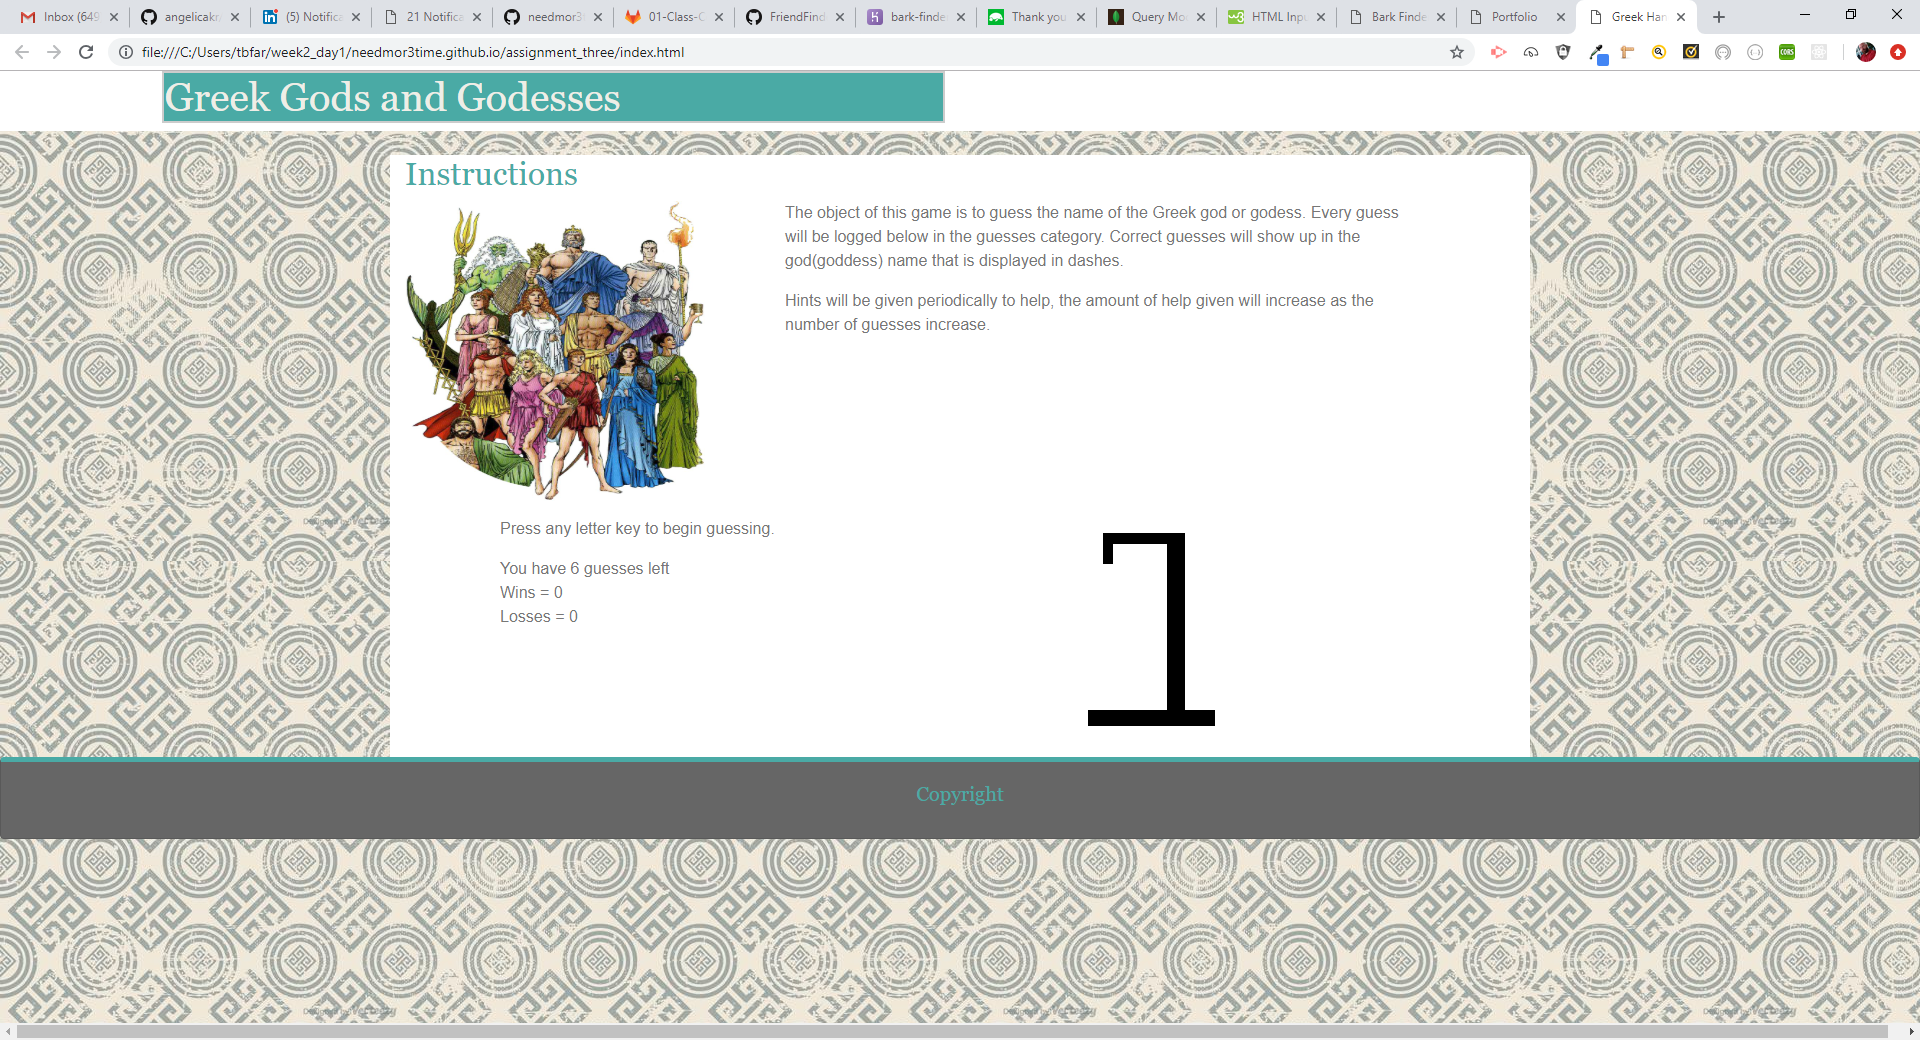 Inbox (649
angelicakr
(5) Notifica
21 Notifica
needmor3t
01-Class-C
FriendFind
bark-finde
Thank you
Query Mo
HTML Inpu
Bark Finde
Portfolio
Greek Han
file:///C:/Users/tbfar/week2_day1/needmor3time.github.io/assignment_three/index.html
Greek Gods and Godesses
Instructions
The object of this game is to guess the name of the Greek god or godess. Every guess
will be logged below in the guesses category. Correct guesses will show up in the
god(goddess) name that is displayed in dashes.
Hints will be given periodically to help, the amount of help given will increase as the
number of guesses increase.
Press any letter key to begin guessing.
You have 6 guesses left
Wins = 0
Losses = 0
Copyright